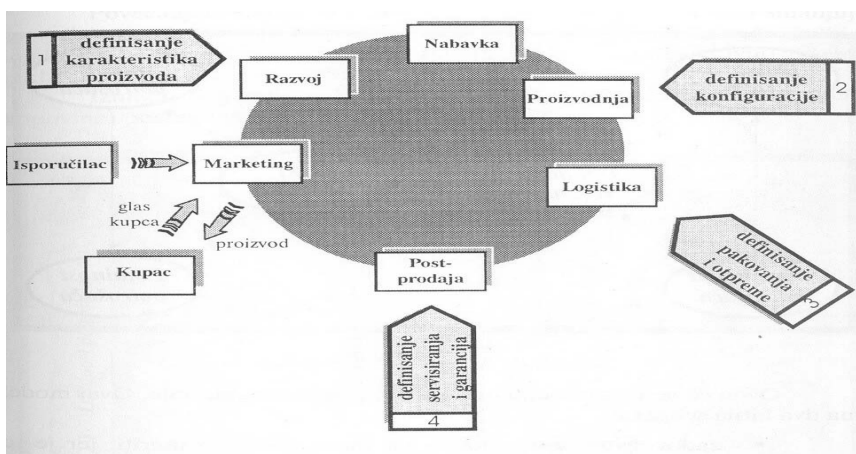 1
definisanje
karakteristika
proizvoda
Nabavka
Razvoj
Proizvodnja
definisanje
konfiguracije
2
Isporučilac
Marketing
Logistika
glas
kupca
proizvod
Kupac
Post-
prodaja
definisanje
pakovanja
i otpreme
3
definisanje
servisiranja
i garancija
4